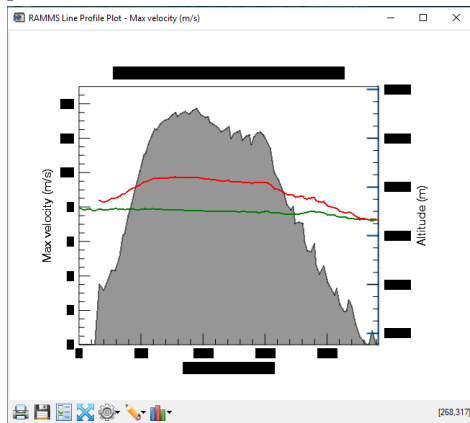 RAMMS Line Profile Plot - Max velocity (m/s)
Max velocity (m/s)
Altitude (m)
[268,317]